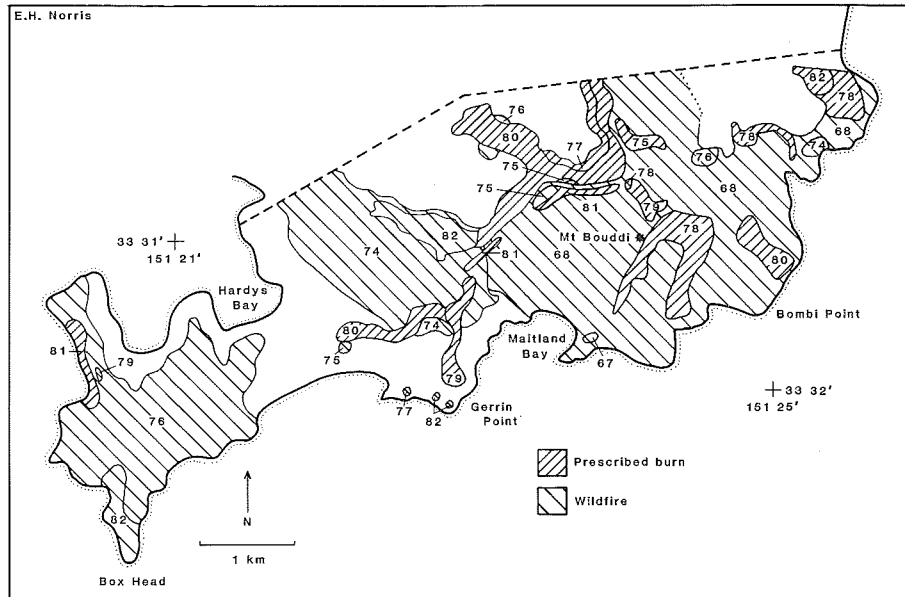 E.H. Norris
82
78
76
80
68
77
78
75
74
75
76
78
75
68
81
79
82
Mt Bouddi
78
33 31'
151 21'
74
81
68
80
Hardys
Bay
Bombi Point
80
74
Maitland
Bay
81
75
67
79
79
33 32'
151 25'
77
82
Gerrin
Point
76
Prescribed burn
Wildfire
N
82
1 km
Box Head